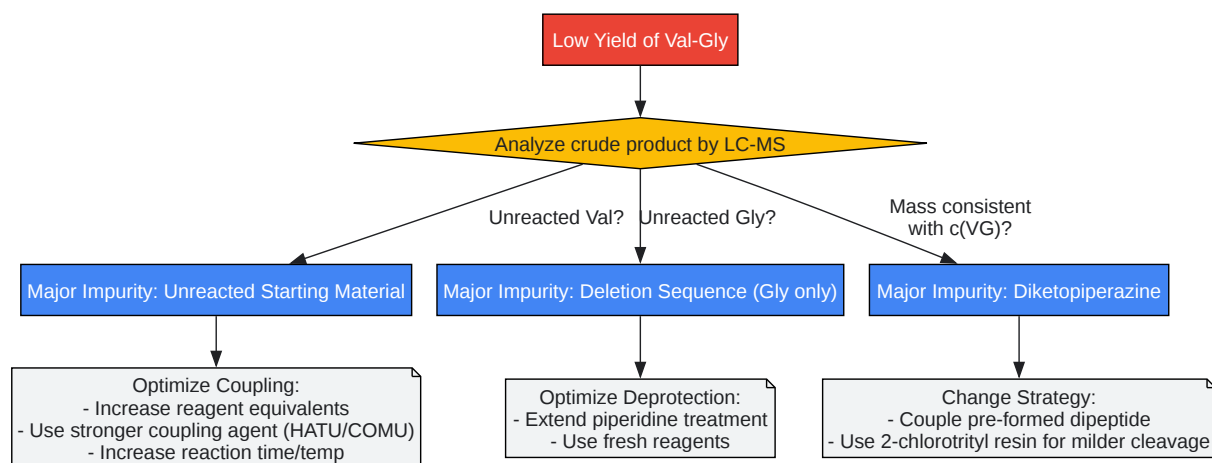 Low Yield of Val-Gly
Analyze crude product by LC-MS
Unreacted Val?
Unreacted Gly?
Mass consistent
with c(VG)?
Major Impurity: Unreacted Starting Material
Major Impurity: Deletion Sequence (Gly only)
Major Impurity: Diketopiperazine
Optimize Coupling:
- Increase reagent equivalents
- Use stronger coupling agent (HATU/COMU)
- Increase reaction time/temp
Optimize Deprotection:
- Extend piperidine treatment
- Use fresh reagents
Change Strategy:
- Couple pre-formed dipeptide
- Use 2-chlorotrityl resin for milder cleavage